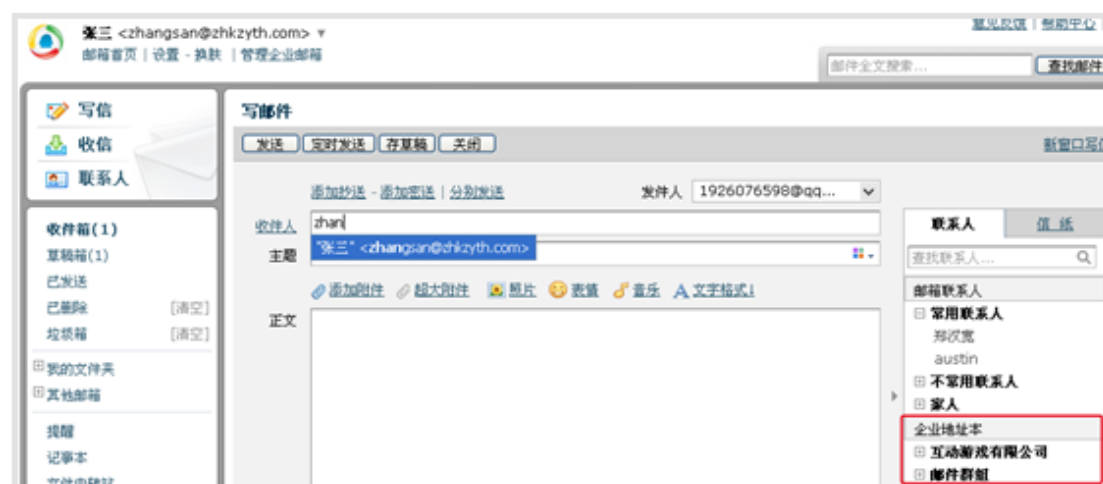 张三 <zhangsan@zhkzyth.com>
意见反馈 | 帮助中心
邮箱首页 | 设置 - 换肤 | 管理企业邮箱
邮件全文搜索...
查找邮件
写信
收信
联系人
写邮件
发送 定时发送 存草稿 关闭
新窗口写信
添加抄送 - 添加密送 | 分别发送
发件人 1926076598@qq...
收件箱(1)
草稿箱(1)
已发送
已删除 [清空]
垃圾箱 [清空]
我的文件夹
其他邮箱
提醒
记事本
收件人 zhan
"张三" <zhangsan@zhkzyth.com>
主题
添加附件 超大附件 照片 表情 音乐 A 文字格式↓
正文
联系人 信 纸
查找联系人...
邮箱联系人
常用联系人
austin
不常用联系人
家人
企业地址本
互动游戏有限公司
邮件群组